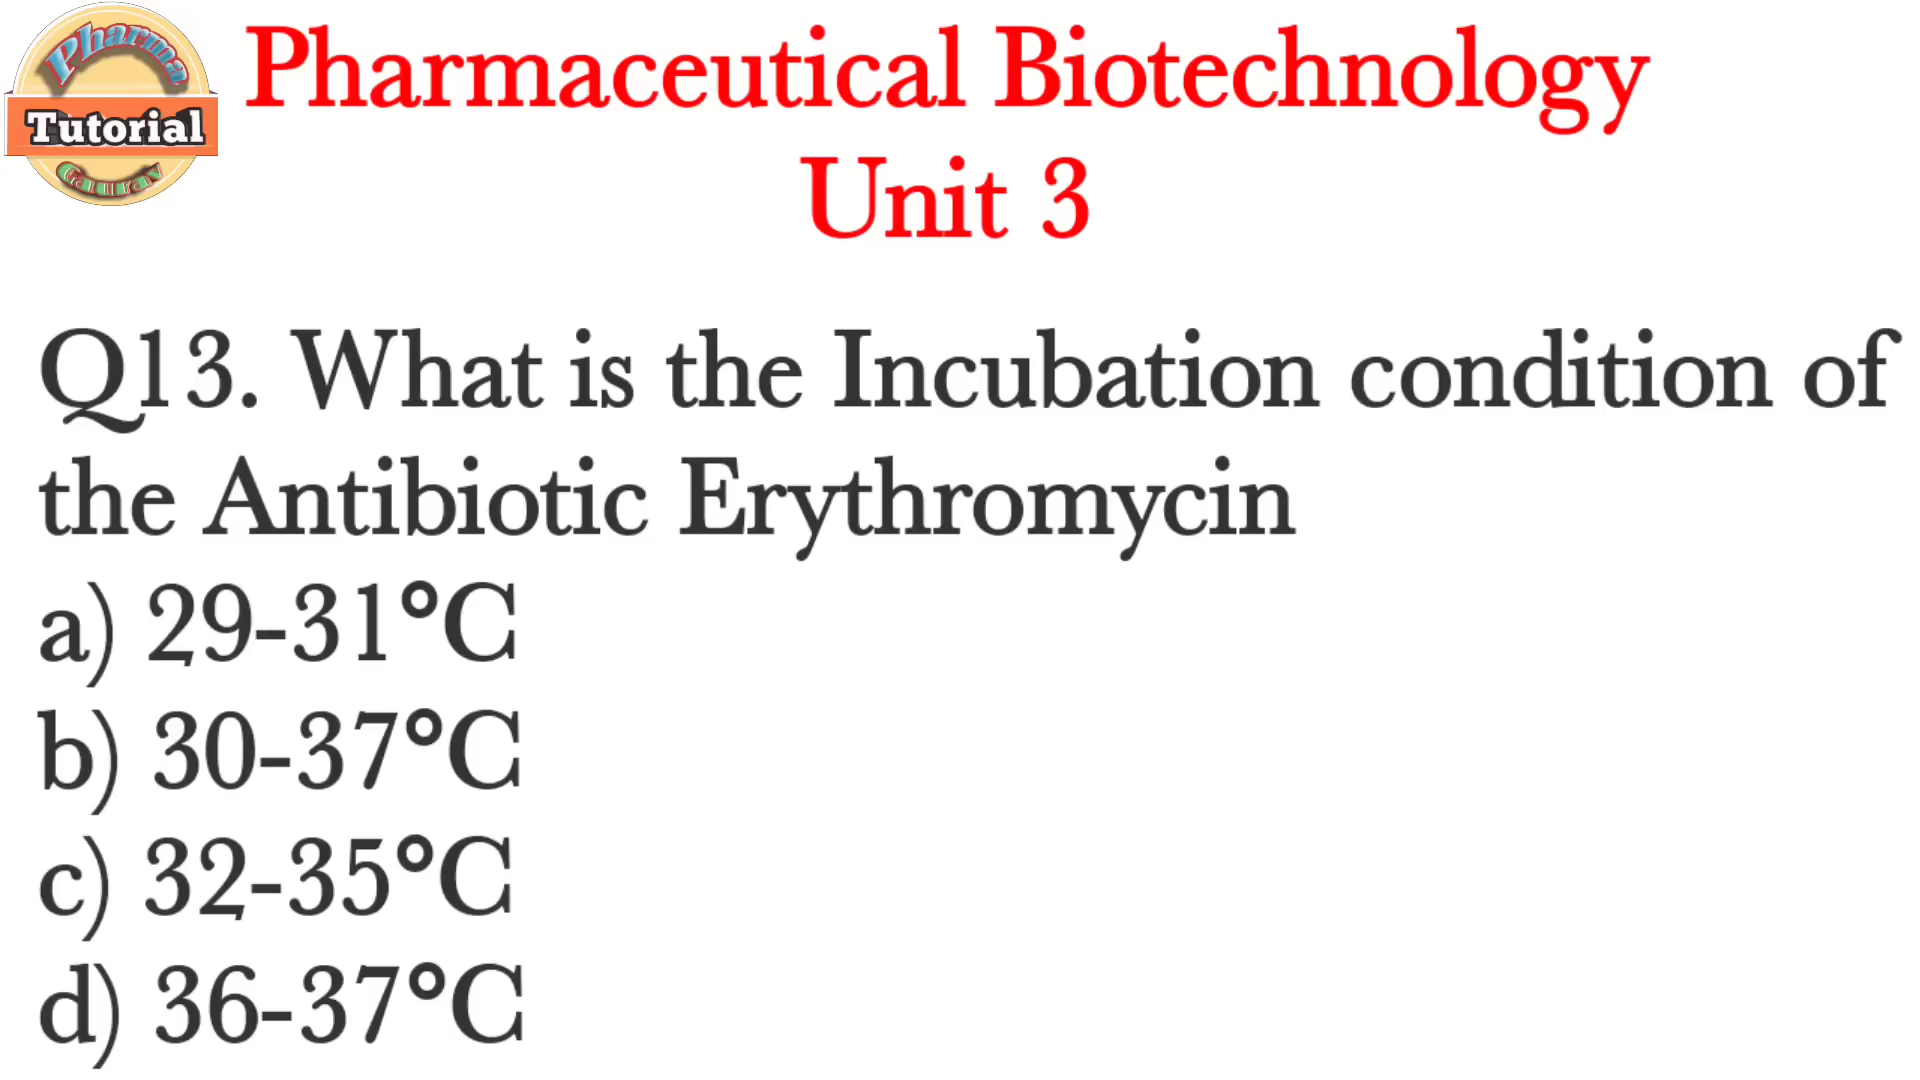 Pharma
Tutorial
Gaurav
Pharmaceutical Biotechnology
Unit 3
Q13. What is the Incubation condition of
the Antibiotic Erythromycin
a) 29-31°C
b) 30-37°C
c) 32-35°C
d) 36-37°C